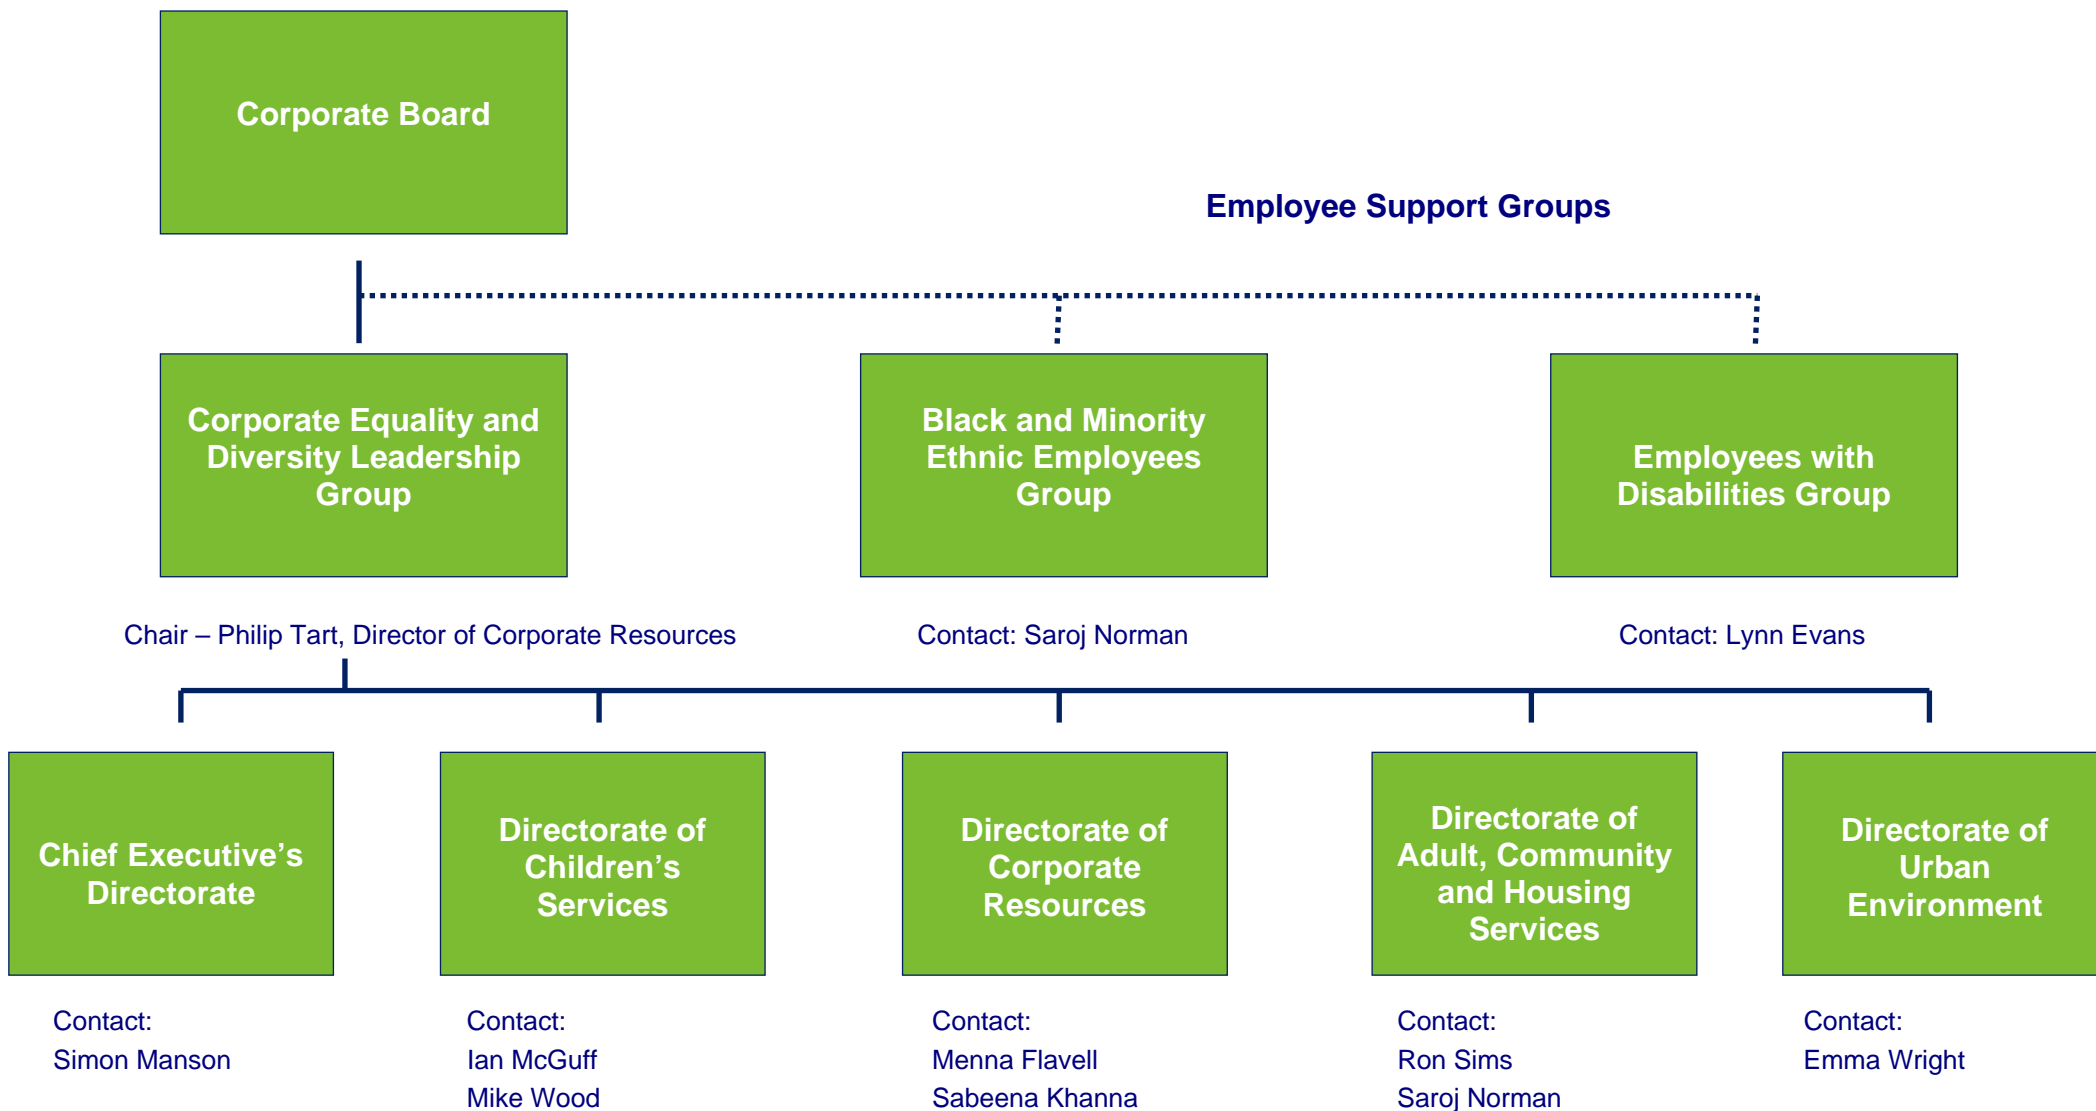 Corporate Board
Employee Support Groups
Corporate Equality and
Diversity Leadership
Group
Black and Minority
Ethnic Employees
Group
Employees with
Disabilities Group
Chair – Philip Tart, Director of Corporate Resources
Contact: Saroj Norman
Contact: Lynn Evans
Chief Executive’s
Directorate
Directorate of
Children’s
Services
Directorate of
Corporate
Resources
Directorate of
Adult, Community
and Housing
Services
Directorate of
Urban
Environment
Contact:
Simon Manson
Contact:
Ian McGuff
Mike Wood
Contact:
Menna Flavell
Sabeena Khanna
Contact:
Ron Sims
Saroj Norman
Contact:
Emma Wright